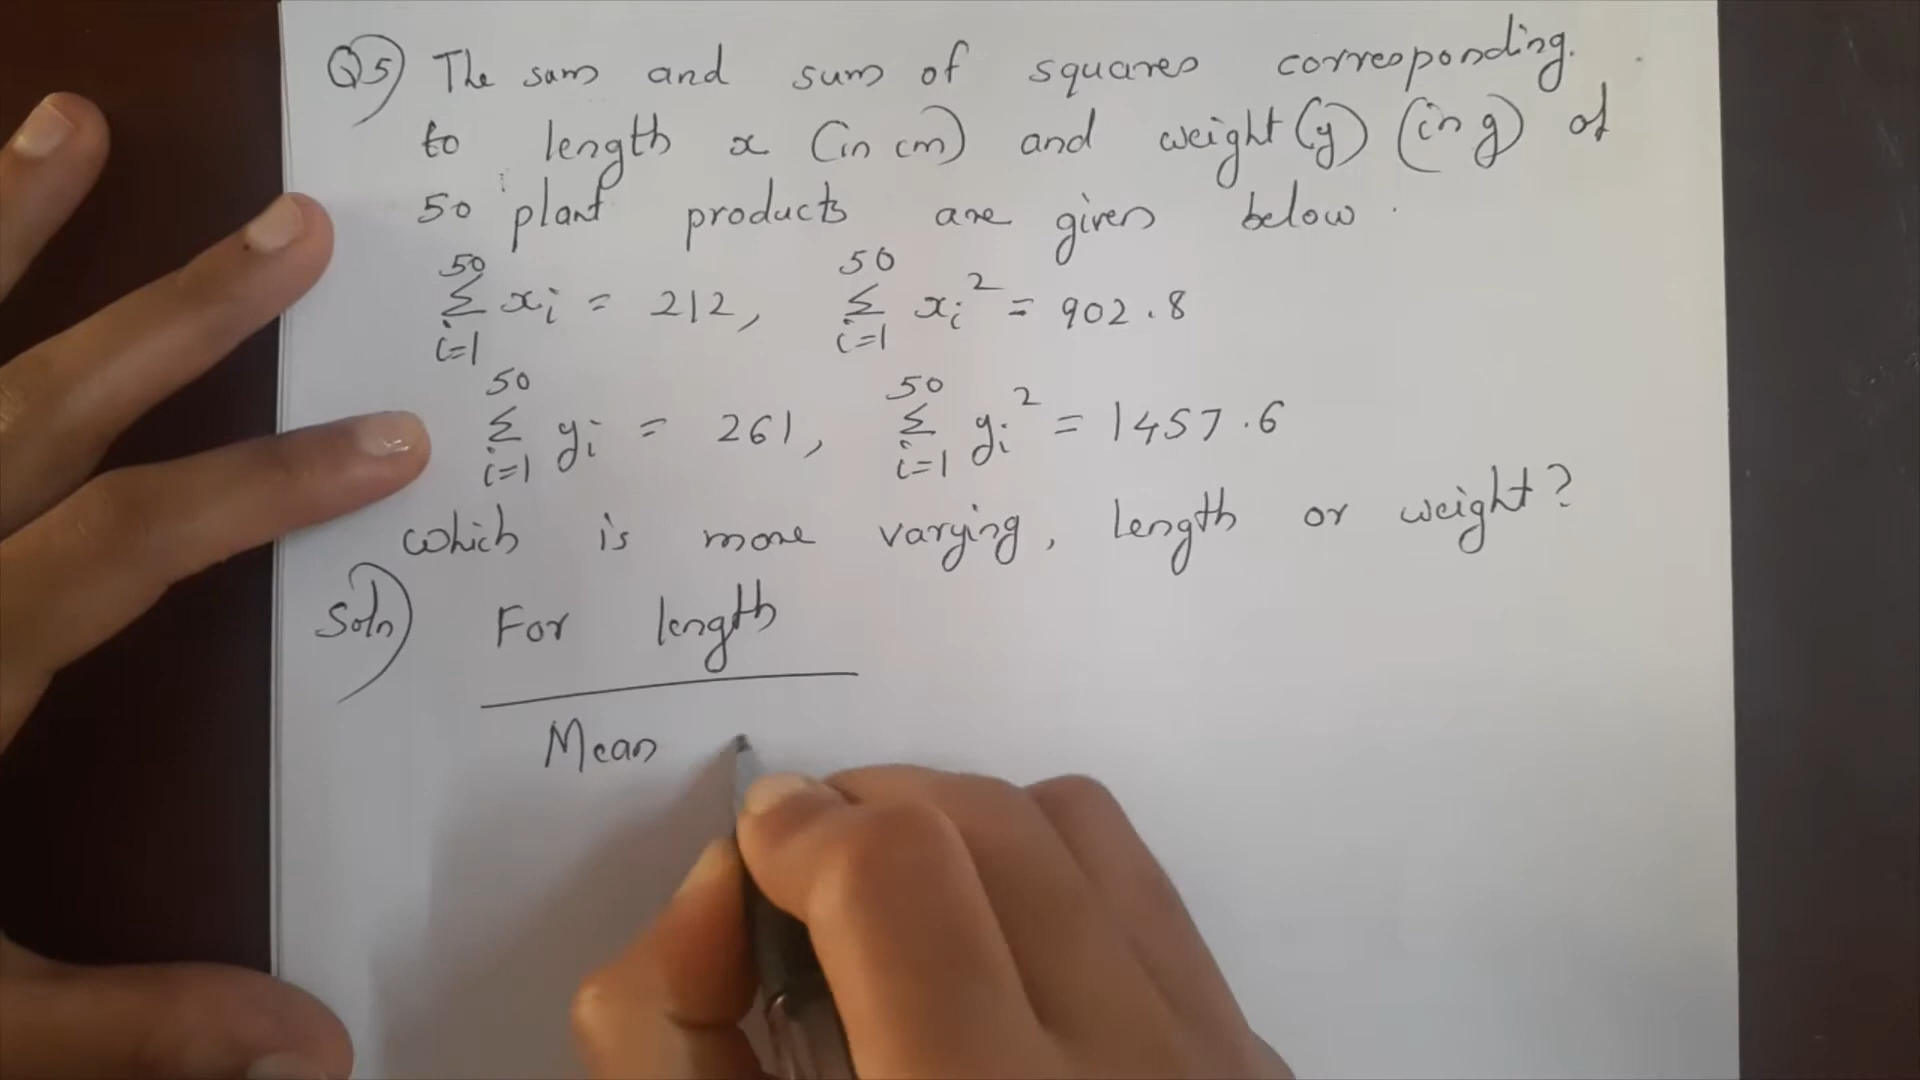 Q5) The sum and sum of squares corresponding
to length x (in cm) and weight (y) (in g) of
50 plant products are given below.
50 Σ i=1 xi = 212, 50 Σ i=1 xi² = 902.8
50 Σ i=1 yi = 261, 50 Σ i=1 yi² = 1457.6
which is more varying, length or weight?
Soln) For length
Mean